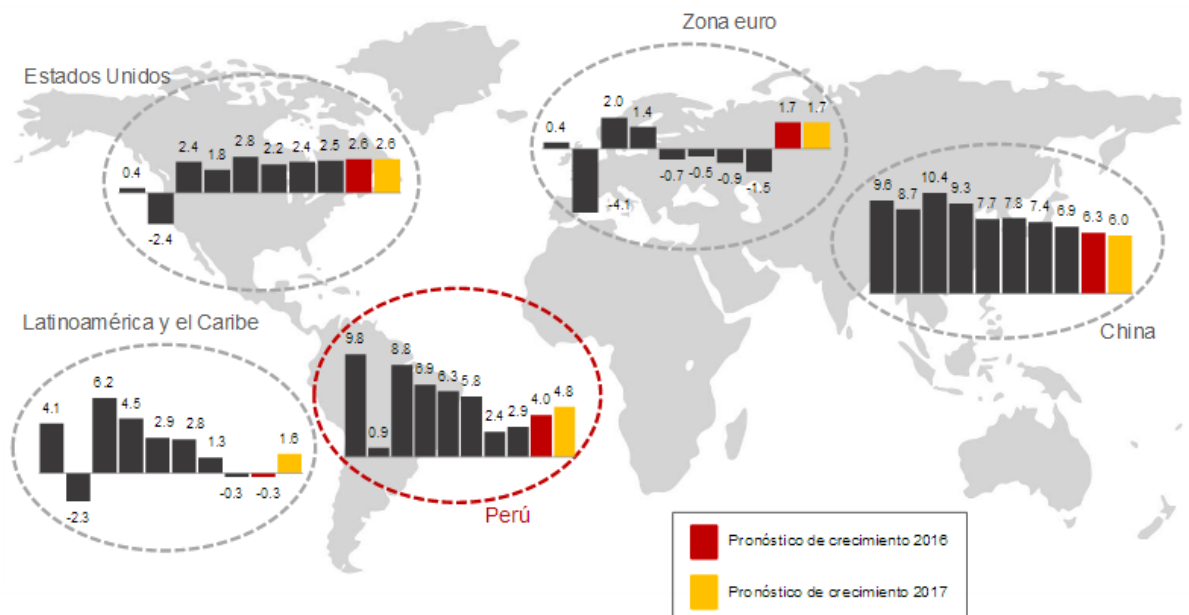 Zona euro
0.4 2.0 1.4 1.7 1.7
-0.7 -0.5 -0.9 -1.5
-4.1
Estados Unidos
0.4 2.4 1.8 2.8 2.2 2.4 2.5 2.6 2.6
-2.4
9.6 8.7 10.4 9.3 7.7 7.8 7.4 6.9 6.3 6.0
China
Latinoamérica y el Caribe
4.1 6.2 4.5 2.9 2.8 1.3 1.6
-2.3 -0.3 -0.3
9.8 0.9 8.8 6.9 6.3 5.8 2.4 2.9 4.0 4.8
Perú
Pronóstico de crecimiento 2016
Pronóstico de crecimiento 2017